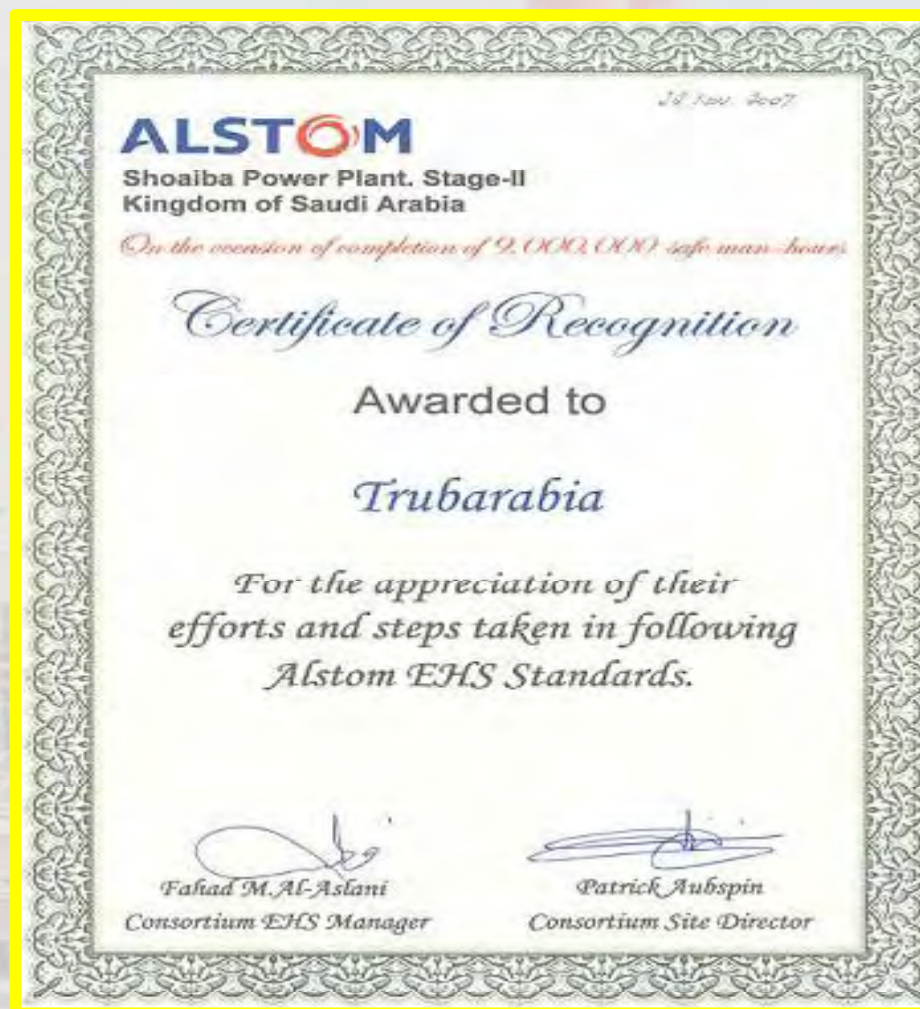 2007
ALSTOM
Shoaiba Power Plant. Stage-II
Kingdom of Saudi Arabia
On the occasion of completion of 9,000,000 safe man-hours
Certificate of Recognition
Awarded to
Trubarabia
For the appreciation of their
efforts and steps taken in following
Alstom EHS Standards.
Fahad M. Al-Aslani
Patrick Aubspin
Consortium EHS Manager
Consortium Site Director